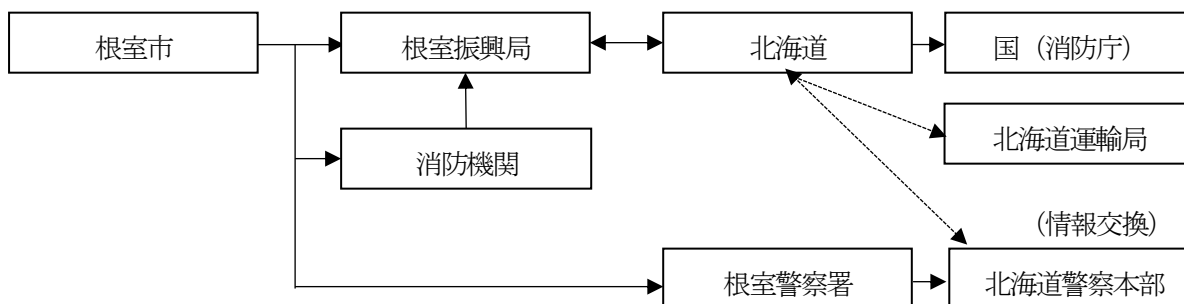 根室市
根室振興局
北海道
国（消防庁）
消防機関
北海道運輸局
（情報交換）
根室警察署
北海道警察本部